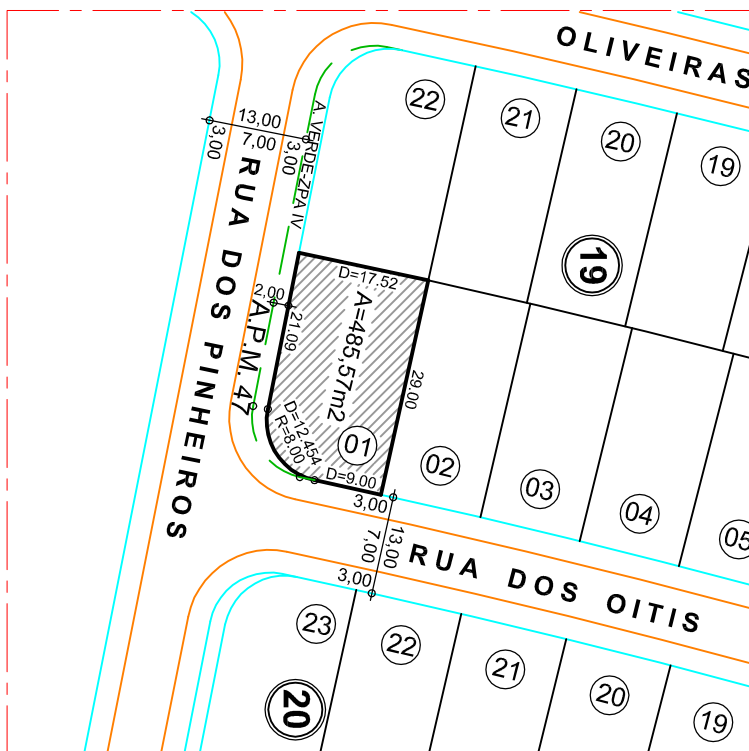 OLIVEIRAS
22
21
20
19
13,00
7,00
3,00
3,00
A. VERDE-ZPA IV
RUA DOS PINHEIROS
19
D=17.52
2,00
21.09
A.P.M. 47
A=485,57m2
29.00
D=12.454
R=8.00
01
D=9.00
02
03
04
05
3,00
13,00
7,00
3,00
RUA DOS OITIS
23
22
21
20
19
20